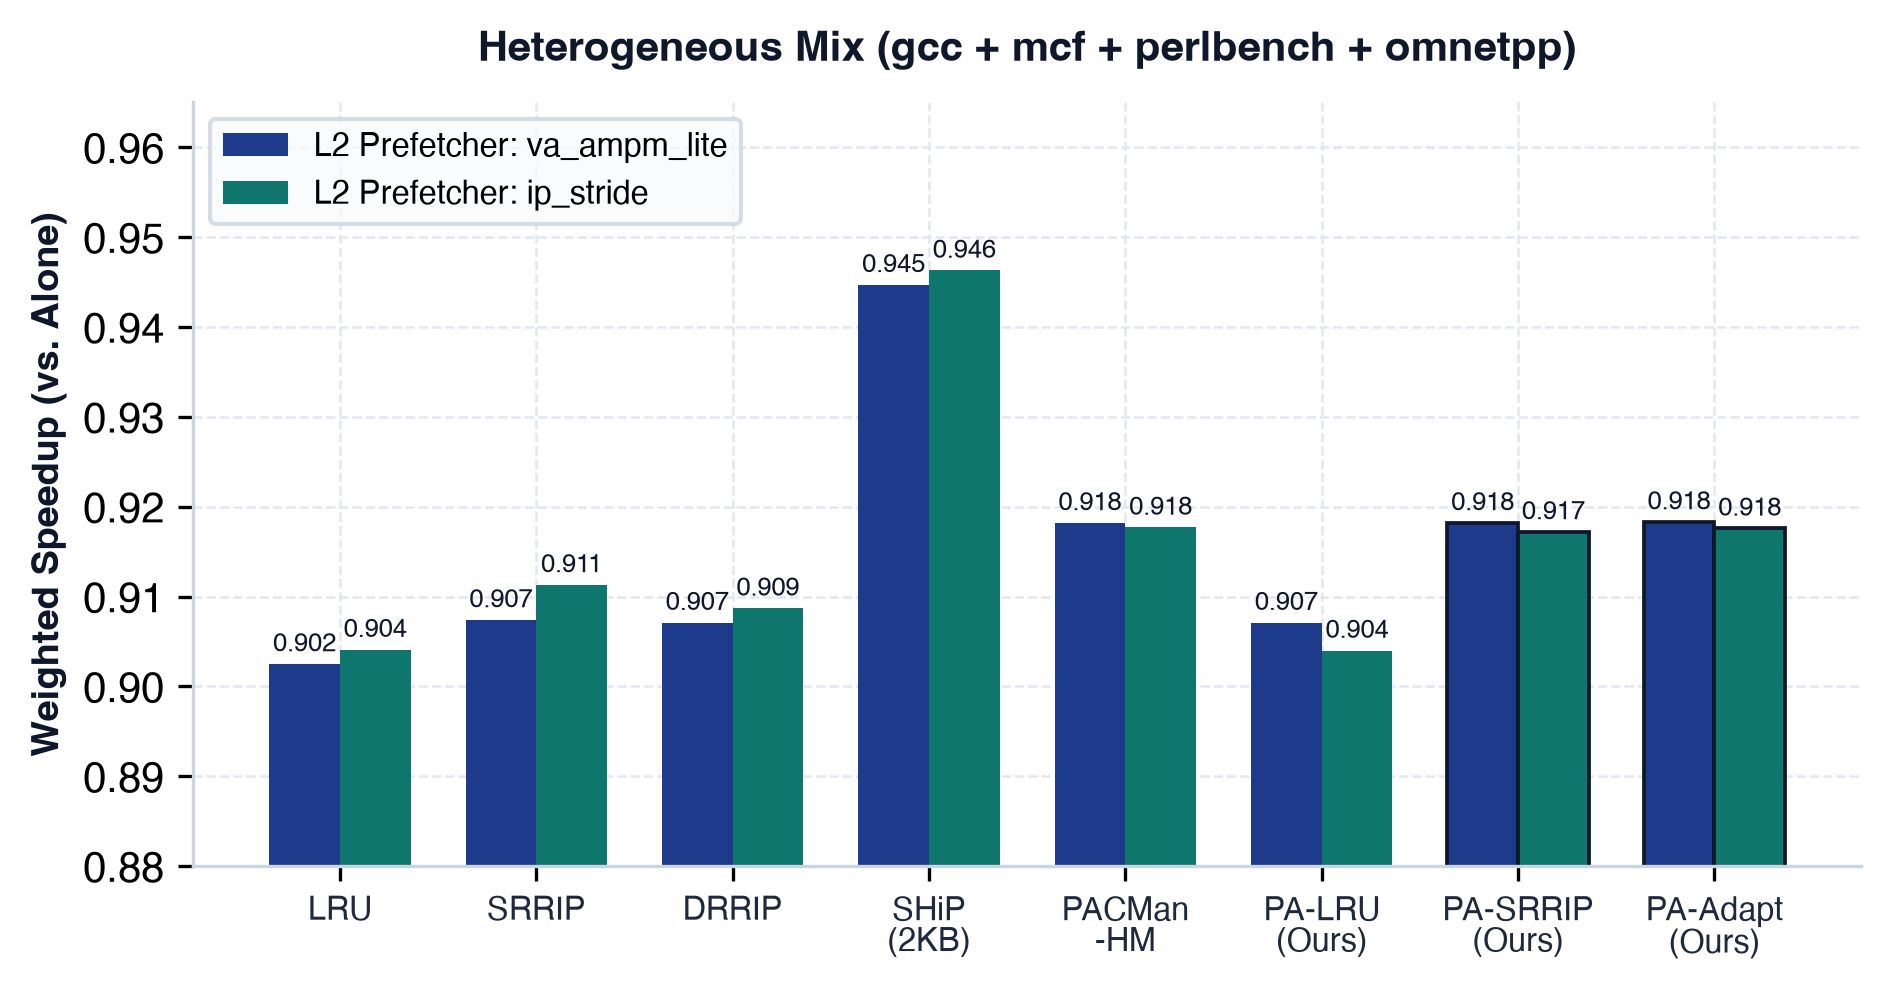 Heterogeneous Mix (gcc + mcf + perlbench + omnetpp)
L2 Prefetcher: va_ampm_lite
L2 Prefetcher: ip_stride
Weighted Speedup (vs. Alone)
0.96
0.95
0.94
0.93
0.92
0.91
0.90
0.89
0.88
0.902
0.904
0.907
0.911
0.907
0.909
0.945
0.946
0.918
0.918
0.907
0.904
0.918
0.917
0.918
0.918
LRU
SRRIP
DRRIP
SHiP
(2KB)
PACMan
-HM
PA-LRU
(Ours)
PA-SRRIP
(Ours)
PA-Adapt
(Ours)